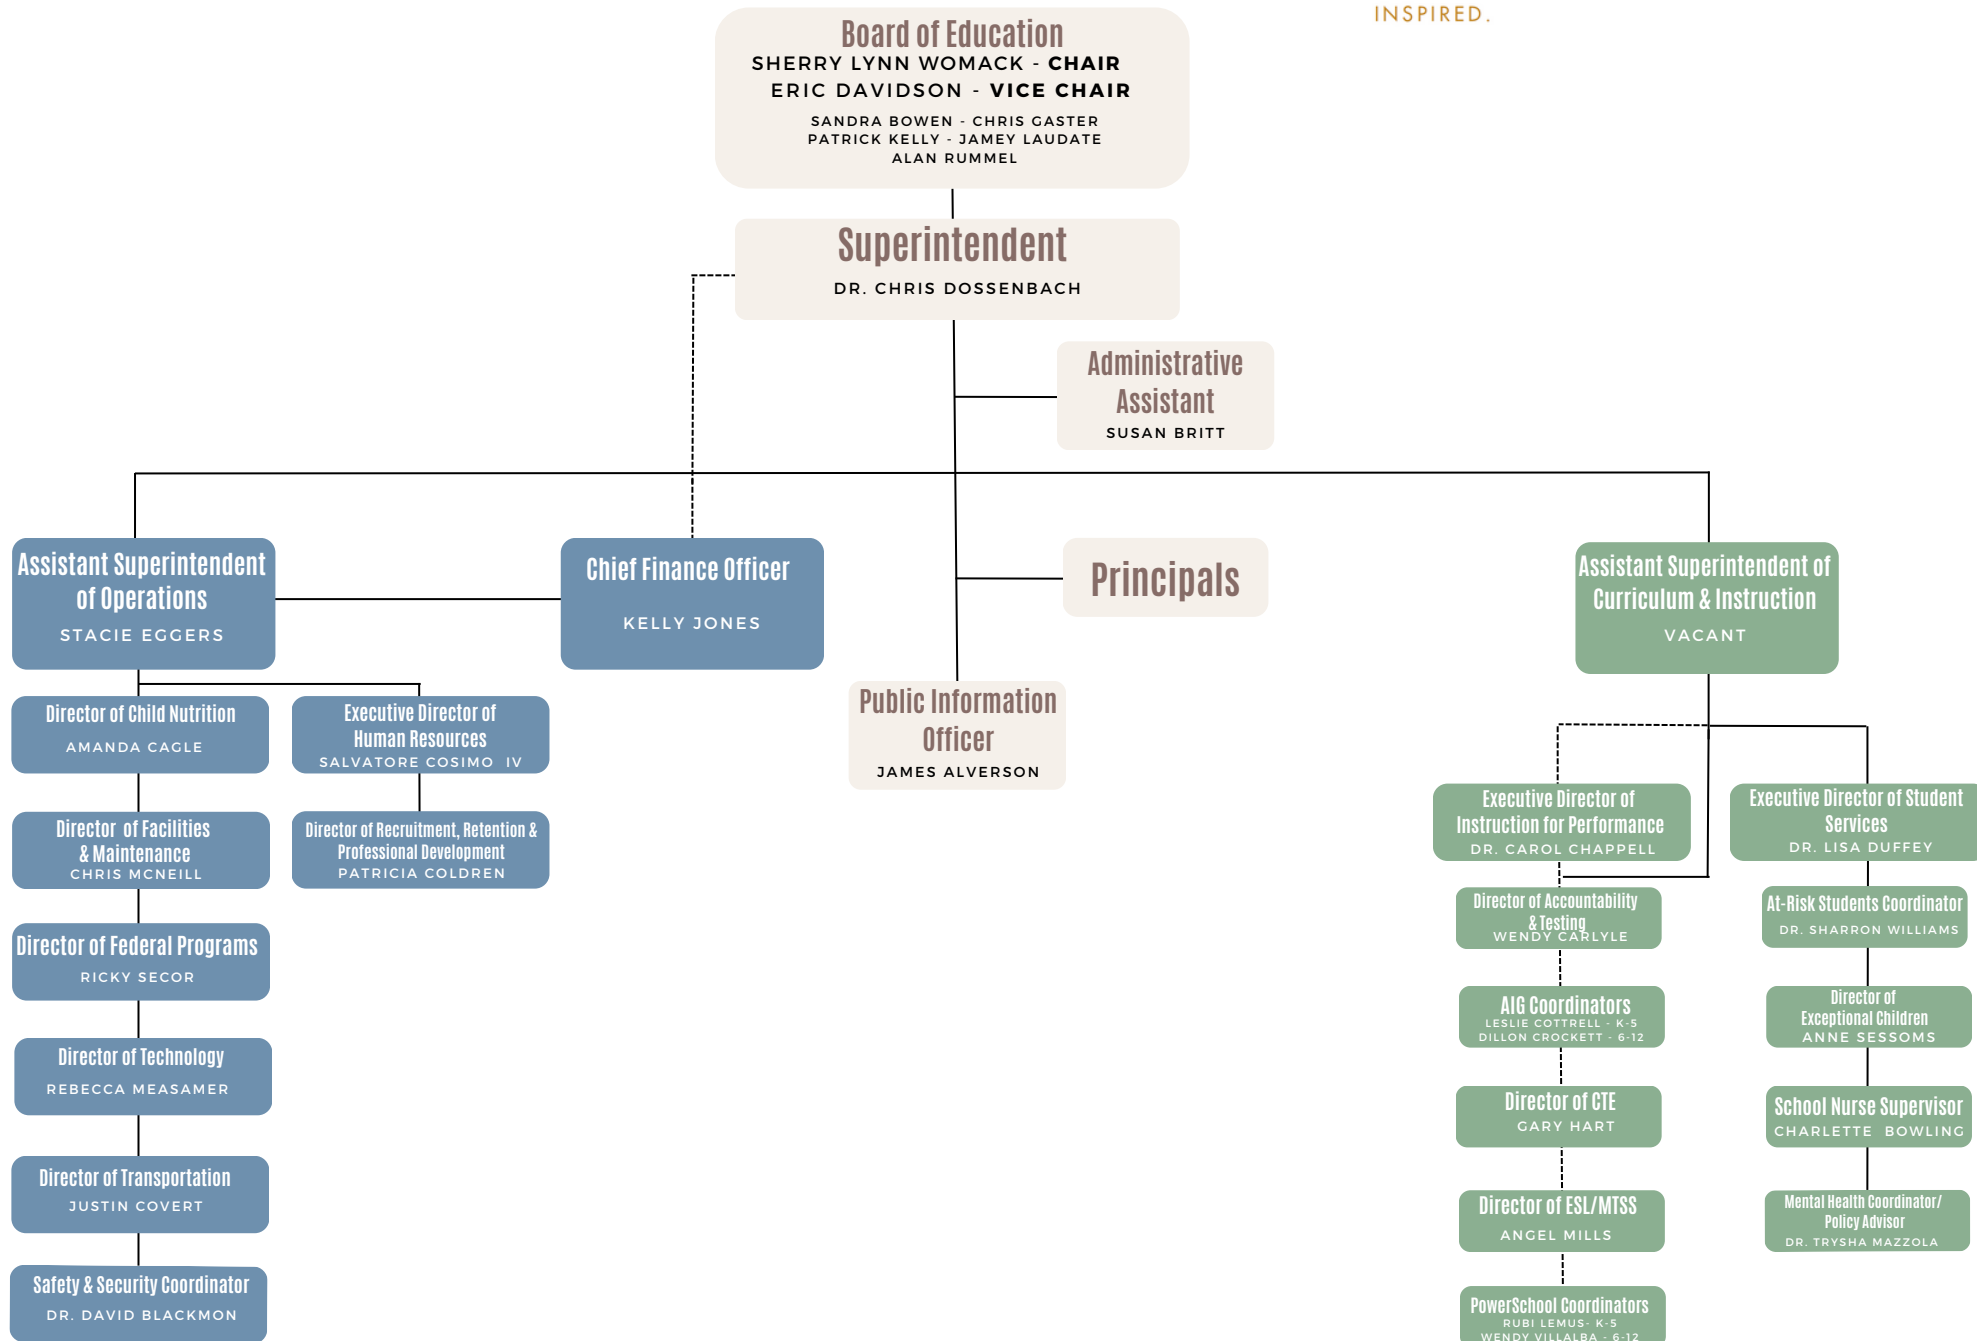 INSPIRED.
Board of Education
SHERRY LYNN WOMACK - CHAIR
ERIC DAVIDSON - VICE CHAIR
SANDRA BOWEN - CHRIS GASTER
PATRICK KELLY - JAMEY LAUDATE
ALAN RUMMEL
Superintendent
DR. CHRIS DOSSENBACH
Administrative
Assistant
SUSAN BRITT
Assistant Superintendent
of Operations
STACIE EGGERS
Chief Finance Officer
KELLY JONES
Principals
Assistant Superintendent of
Curriculum & Instruction
VACANT
Public Information
Officer
JAMES ALVERSON
Director of Child Nutrition
AMANDA CAGLE
Director of Facilities
& Maintenance
CHRIS MCNEILL
Director of Federal Programs
RICKY SECOR
Director of Technology
REBECCA MEASAMER
Director of Transportation
JUSTIN COVERT
Safety & Security Coordinator
DR. DAVID BLACKMON
Executive Director of
Human Resources
SALVATORE COSIMO IV
Director of Recruitment, Retention &
Professional Development
PATRICIA COLDREN
Executive Director of
Instruction for Performance
DR. CAROL CHAPPELL
Director of Accountability
& Testing
WENDY CARLYLE
AIG Coordinators
LESLIE COTTRELL - K-5
DILLON CROCKETT - 6-12
Director of CTE
GARY HART
Director of ESL/MTSS
ANGEL MILLS
PowerSchool Coordinators
RUBI LEMUS- K-5
WENDY VILLALBA - 6-12
Executive Director of Student
Services
DR. LISA DUFFEY
At-Risk Students Coordinator
DR. SHARRON WILLIAMS
Director of
Exceptional Children
ANNE SESSOMS
School Nurse Supervisor
CHARLETTE BOWLING
Mental Health Coordinator/
Policy Advisor
DR. TRYSHA MAZZOLA